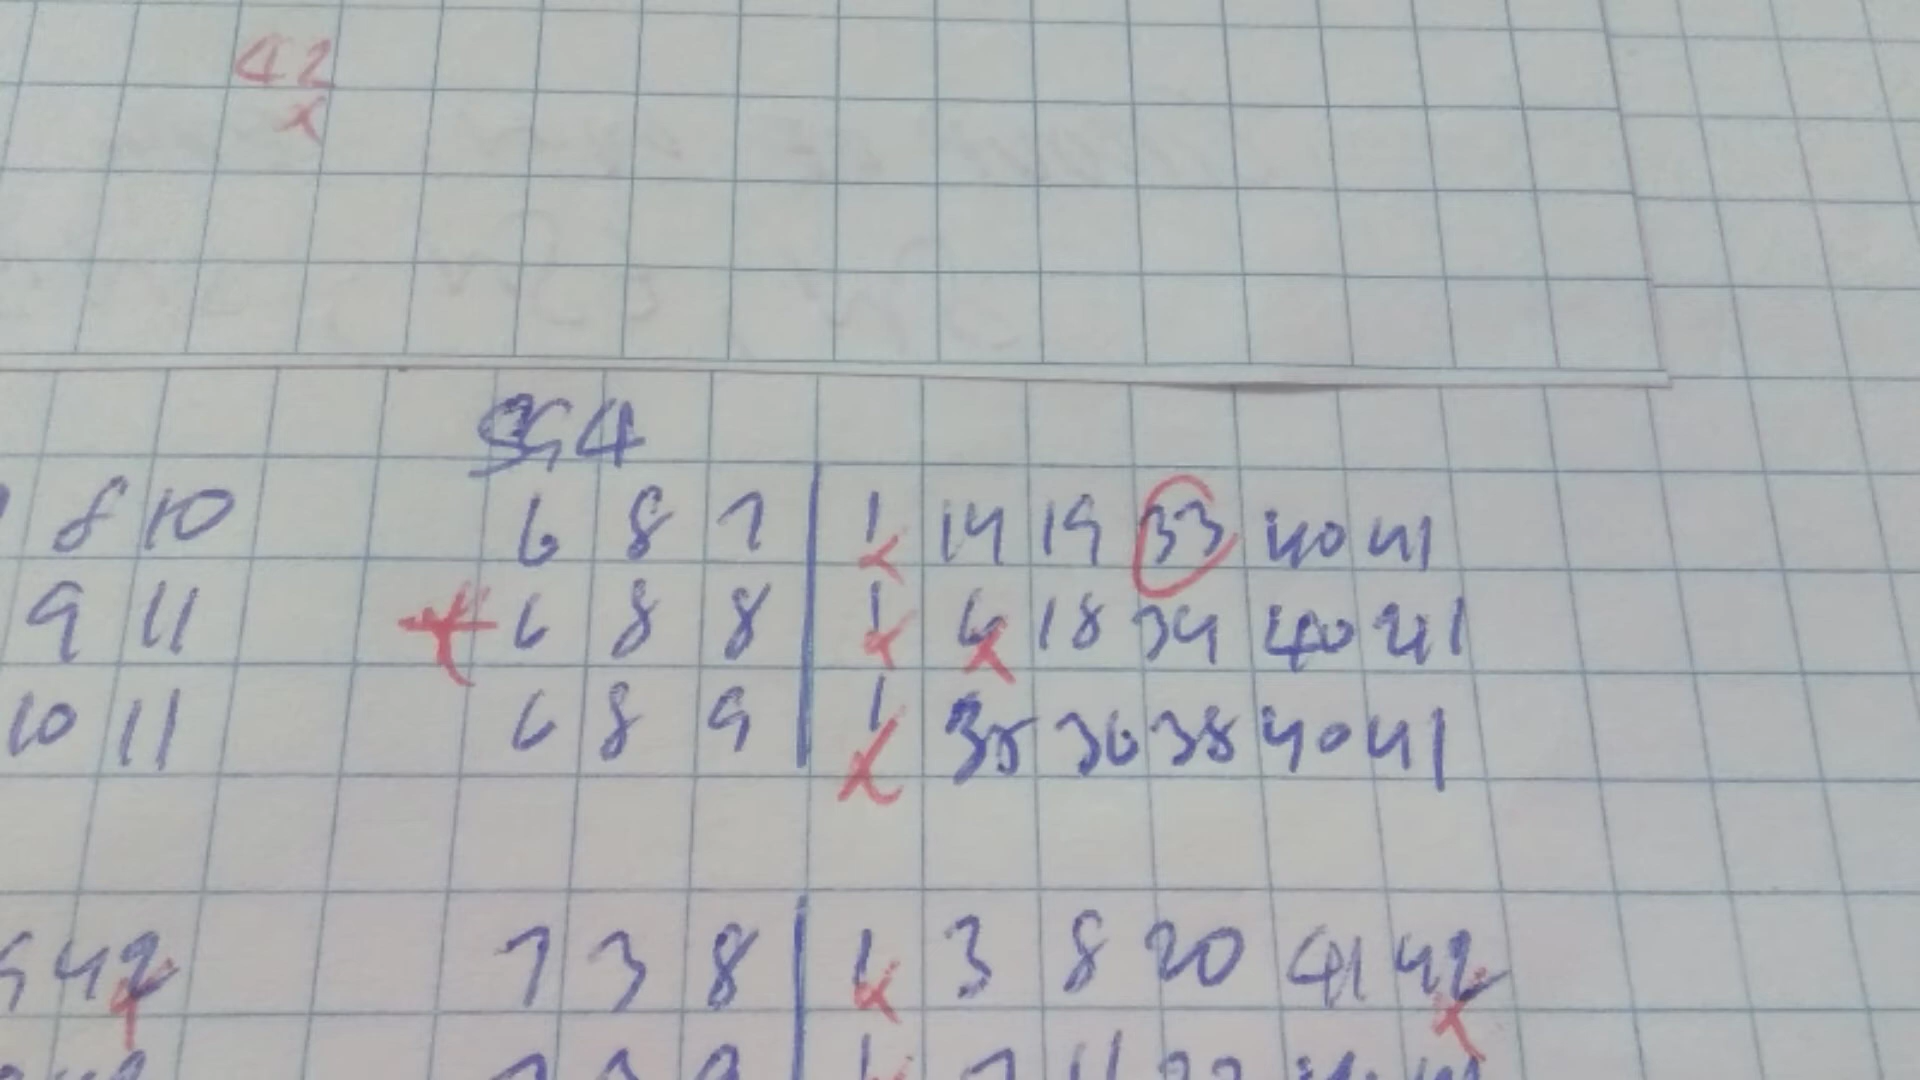 42
x
8 10 6 8 7 | 1 14 19 33 40 41
x
9 11 x 6 8 8 | 1 6 18 34 40 41
x x
10 11 6 8 9 | 1 35 36 38 40 41
x
42 7 3 8 | 1 3 8 20 41 42
x x x